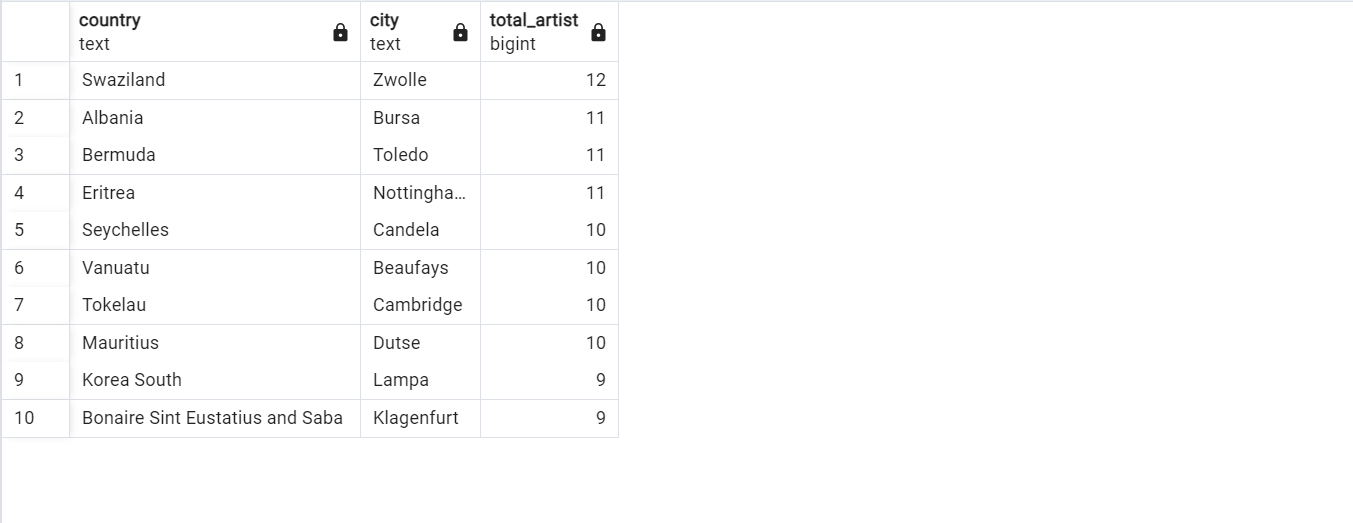 country city total_artist
text text bigint
1 Swaziland Zwolle 12
2 Albania Bursa 11
3 Bermuda Toledo 11
4 Eritrea Nottingha... 11
5 Seychelles Candela 10
6 Vanuatu Beaufays 10
7 Tokelau Cambridge 10
8 Mauritius Dutse 10
9 Korea South Lampa 9
10 Bonaire Sint Eustatius and Saba Klagenfurt 9